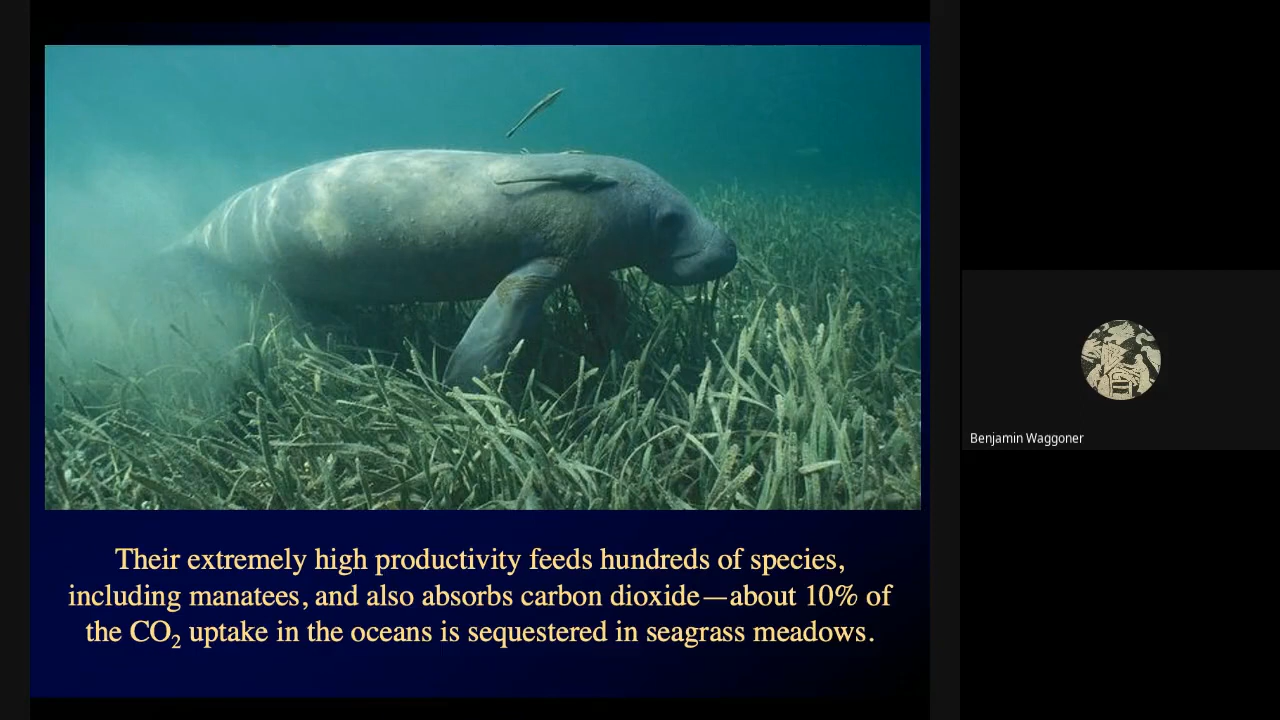 Their extremely high productivity feeds hundreds of species,
including manatees, and also absorbs carbon dioxide—about 10% of
the CO₂ uptake in the oceans is sequestered in seagrass meadows.
Benjamin Waggoner